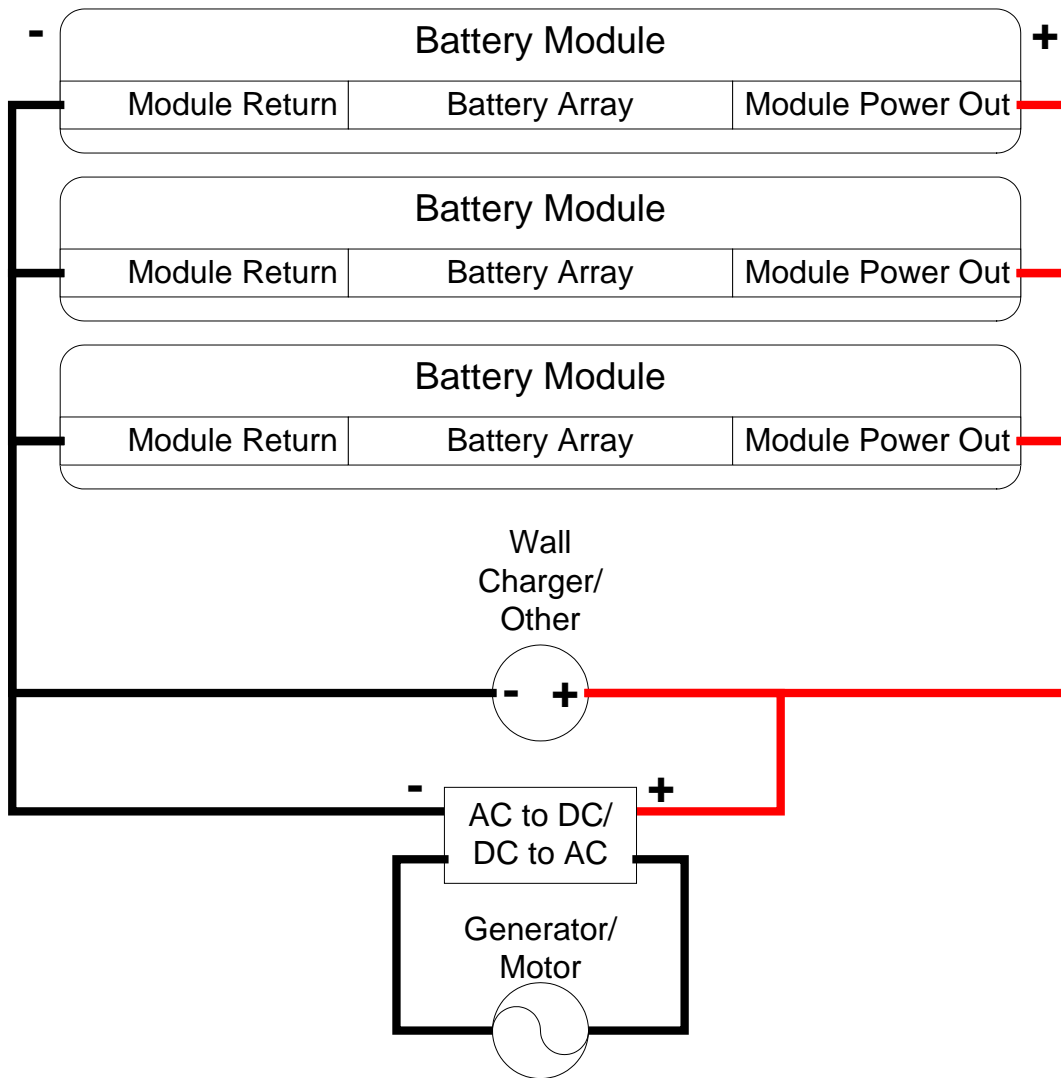 - Battery Module +
Module Return Battery Array Module Power Out
Battery Module
Module Return Battery Array Module Power Out
Battery Module
Module Return Battery Array Module Power Out
Wall
Charger/
Other
- +
- +
AC to DC/
DC to AC
Generator/
Motor